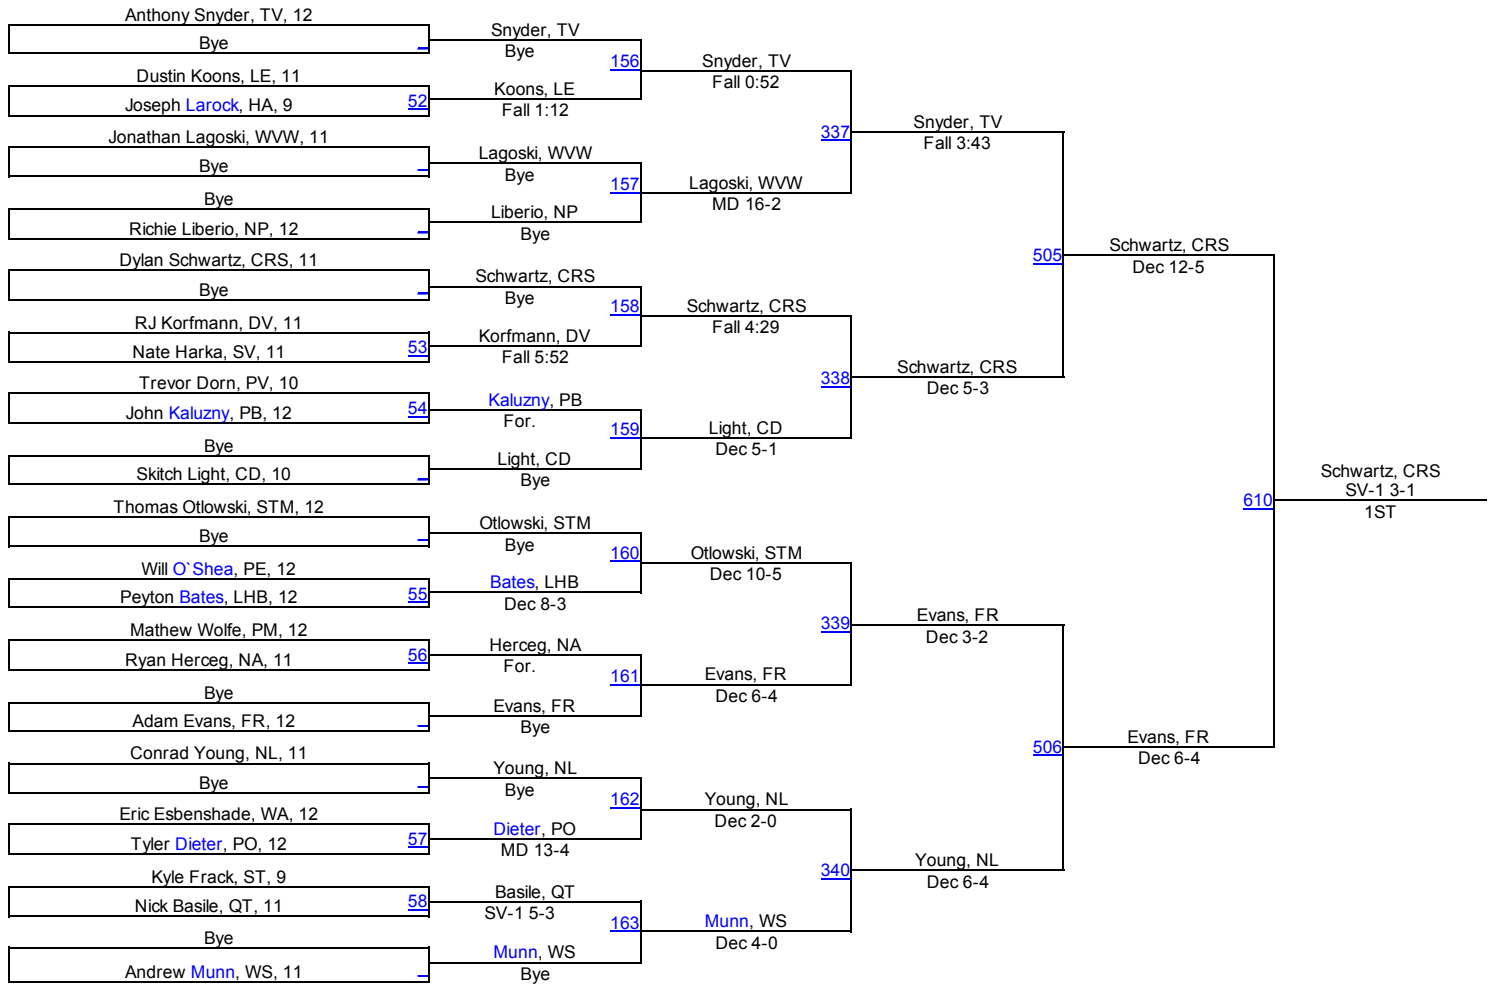 Anthony Snyder, TV, 12
Bye
Dustin Koons, LE, 11
Joseph Larock, HA, 9
52
Jonathan Lagoski, WVW, 11
Bye
Bye
Richie Liberio, NP, 12
Dylan Schwartz, CRS, 11
Bye
RJ Korfmann, DV, 11
Nate Harka, SV, 11
53
Trevor Dorn, PV, 10
John Kaluzny, PB, 12
54
Bye
Skitch Light, CD, 10
Thomas Otlowski, STM, 12
Bye
Will O`Shea, PE, 12
Peyton Bates, LHB, 12
55
Mathew Wolfe, PM, 12
Ryan Herceg, NA, 11
56
Bye
Adam Evans, FR, 12
Conrad Young, NL, 11
Bye
Eric Esbenshade, WA, 12
Tyler Dieter, PO, 12
57
Kyle Frack, ST, 9
Nick Basile, QT, 11
58
Bye
Andrew Munn, WS, 11
Snyder, TV
Bye
156
Koons, LE
Fall 1:12
Lagoski, WVW
Bye
157
Liberio, NP
Bye
Schwartz, CRS
Bye
158
Korfmann, DV
Fall 5:52
Kaluzny, PB
For.
159
Light, CD
Bye
Otlowski, STM
Bye
160
Bates, LHB
Dec 8-3
Herceg, NA
For.
161
Evans, FR
Bye
Young, NL
Bye
162
Dieter, PO
MD 13-4
Basile, QT
SV-1 5-3
163
Munn, WS
Bye
Snyder, TV
Fall 0:52
337
Lagoski, WVW
MD 16-2
Schwartz, CRS
Fall 4:29
338
Light, CD
Dec 5-1
Otlowski, STM
Dec 10-5
339
Evans, FR
Dec 6-4
Young, NL
Dec 2-0
340
Munn, WS
Dec 4-0
Snyder, TV
Fall 3:43
505
Schwartz, CRS
Dec 5-3
Evans, FR
Dec 3-2
506
Young, NL
Dec 6-4
Schwartz, CRS
Dec 12-5
610
Evans, FR
Dec 6-4
Schwartz, CRS
SV-1 3-1
1ST